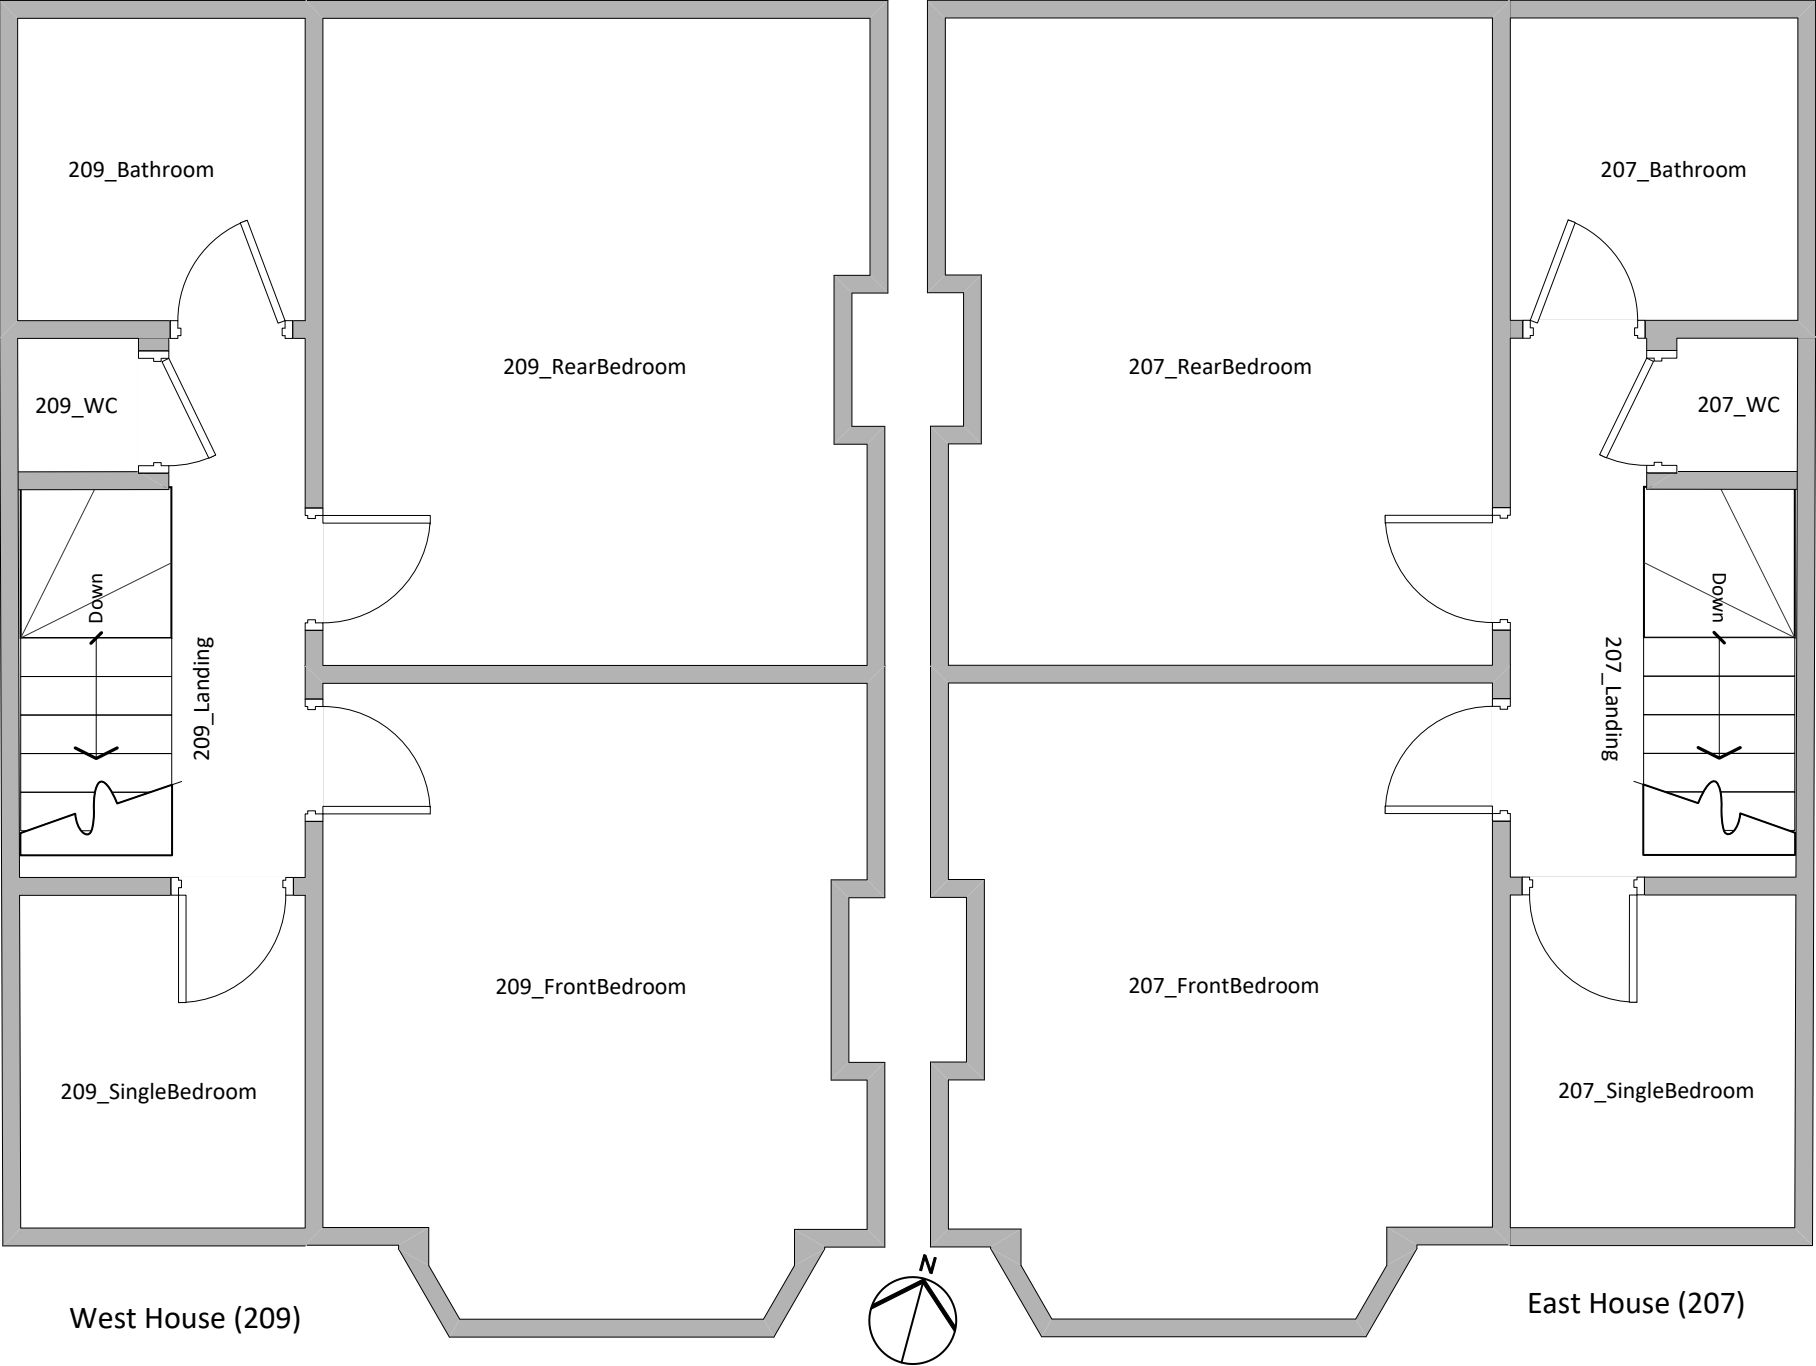 209_Bathroom
207_Bathroom
209_RearBedroom
207_RearBedroom
209_WC
207_WC
Down
Down
209_Landing
207_Landing
209_FrontBedroom
207_FrontBedroom
209_SingleBedroom
207_SingleBedroom
N
West House (209)
East House (207)